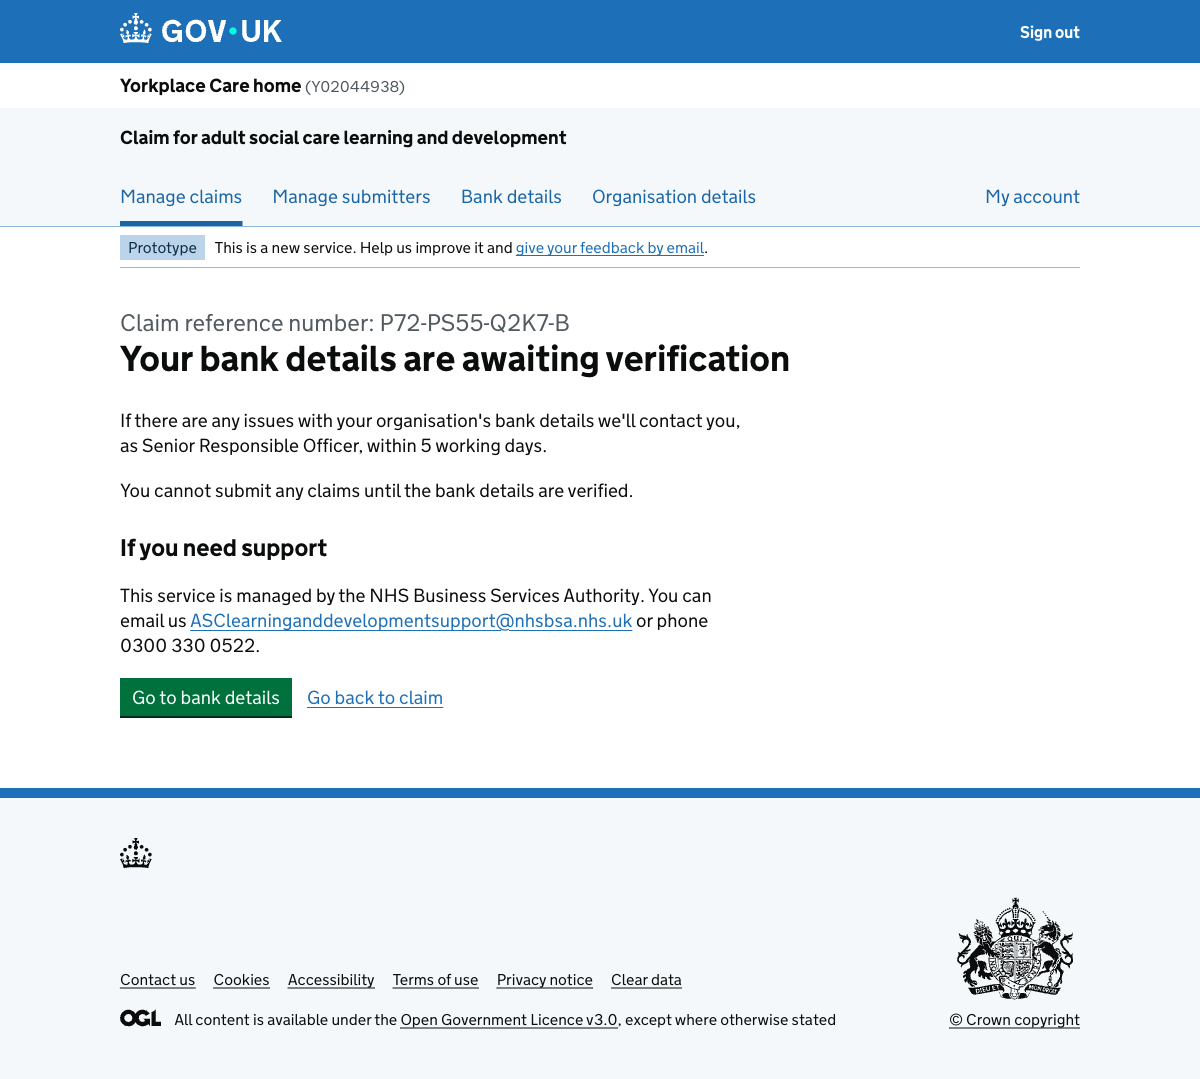 GOV·UK
Sign out
Yorkplace Care home (Y02044938)
Claim for adult social care learning and development
Manage claims Manage submitters Bank details Organisation details My account
Prototype This is a new service. Help us improve it and give your feedback by email.
Claim reference number: P72-PS55-Q2K7-B
Your bank details are awaiting verification
If there are any issues with your organisation's bank details we'll contact you,
as Senior Responsible Officer, within 5 working days.
You cannot submit any claims until the bank details are verified.
If you need support
This service is managed by the NHS Business Services Authority. You can
email us ASClearninganddevelopmentsupport@nhsbsa.nhs.uk or phone
0300 330 0522.
Go to bank details Go back to claim
Contact us Cookies Accessibility Terms of use Privacy notice Clear data
OGL All content is available under the Open Government Licence v3.0, except where otherwise stated
© Crown copyright